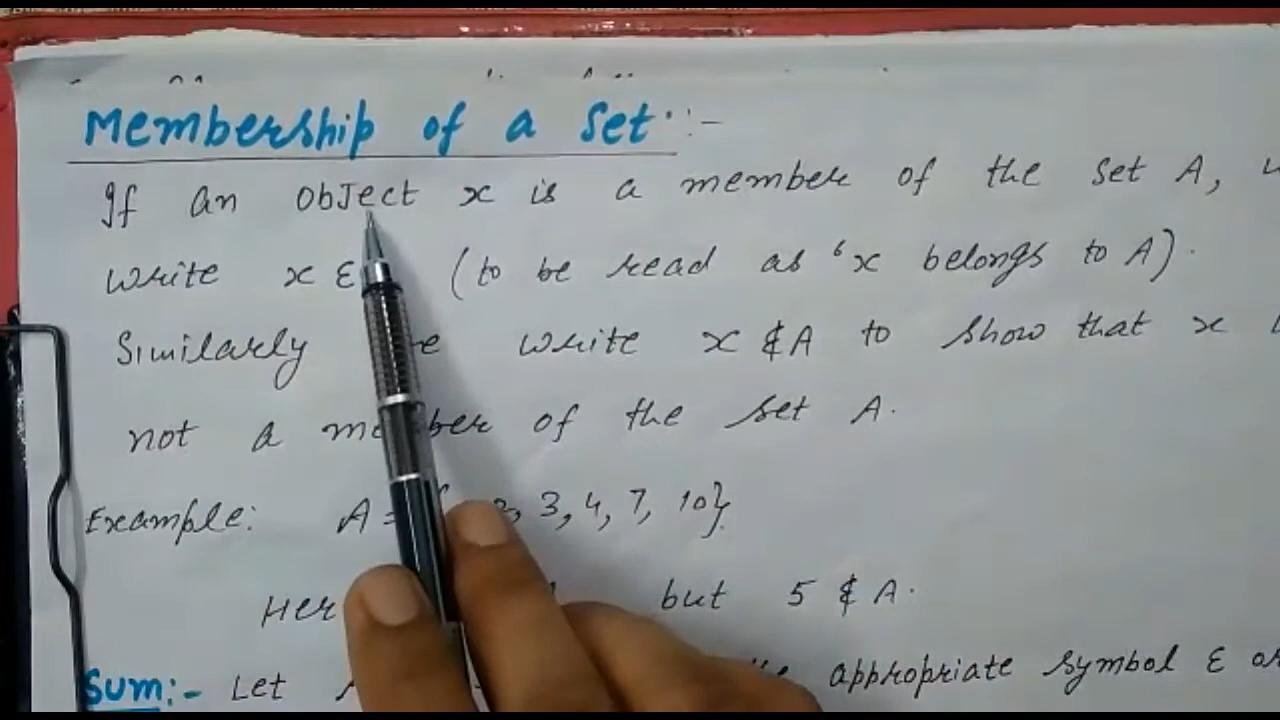 Membership of a Set :-
If an Object x is a member of the set A,
Write x ∈ (to be read as 'x belongs to A).
Similarly we write x ∉ A to show that x
not a member of the set A.
Example: A = 3, 4, 7, 10}.
Here but 5 ∉ A.
Sum:- Let appropriate symbol ∈ or